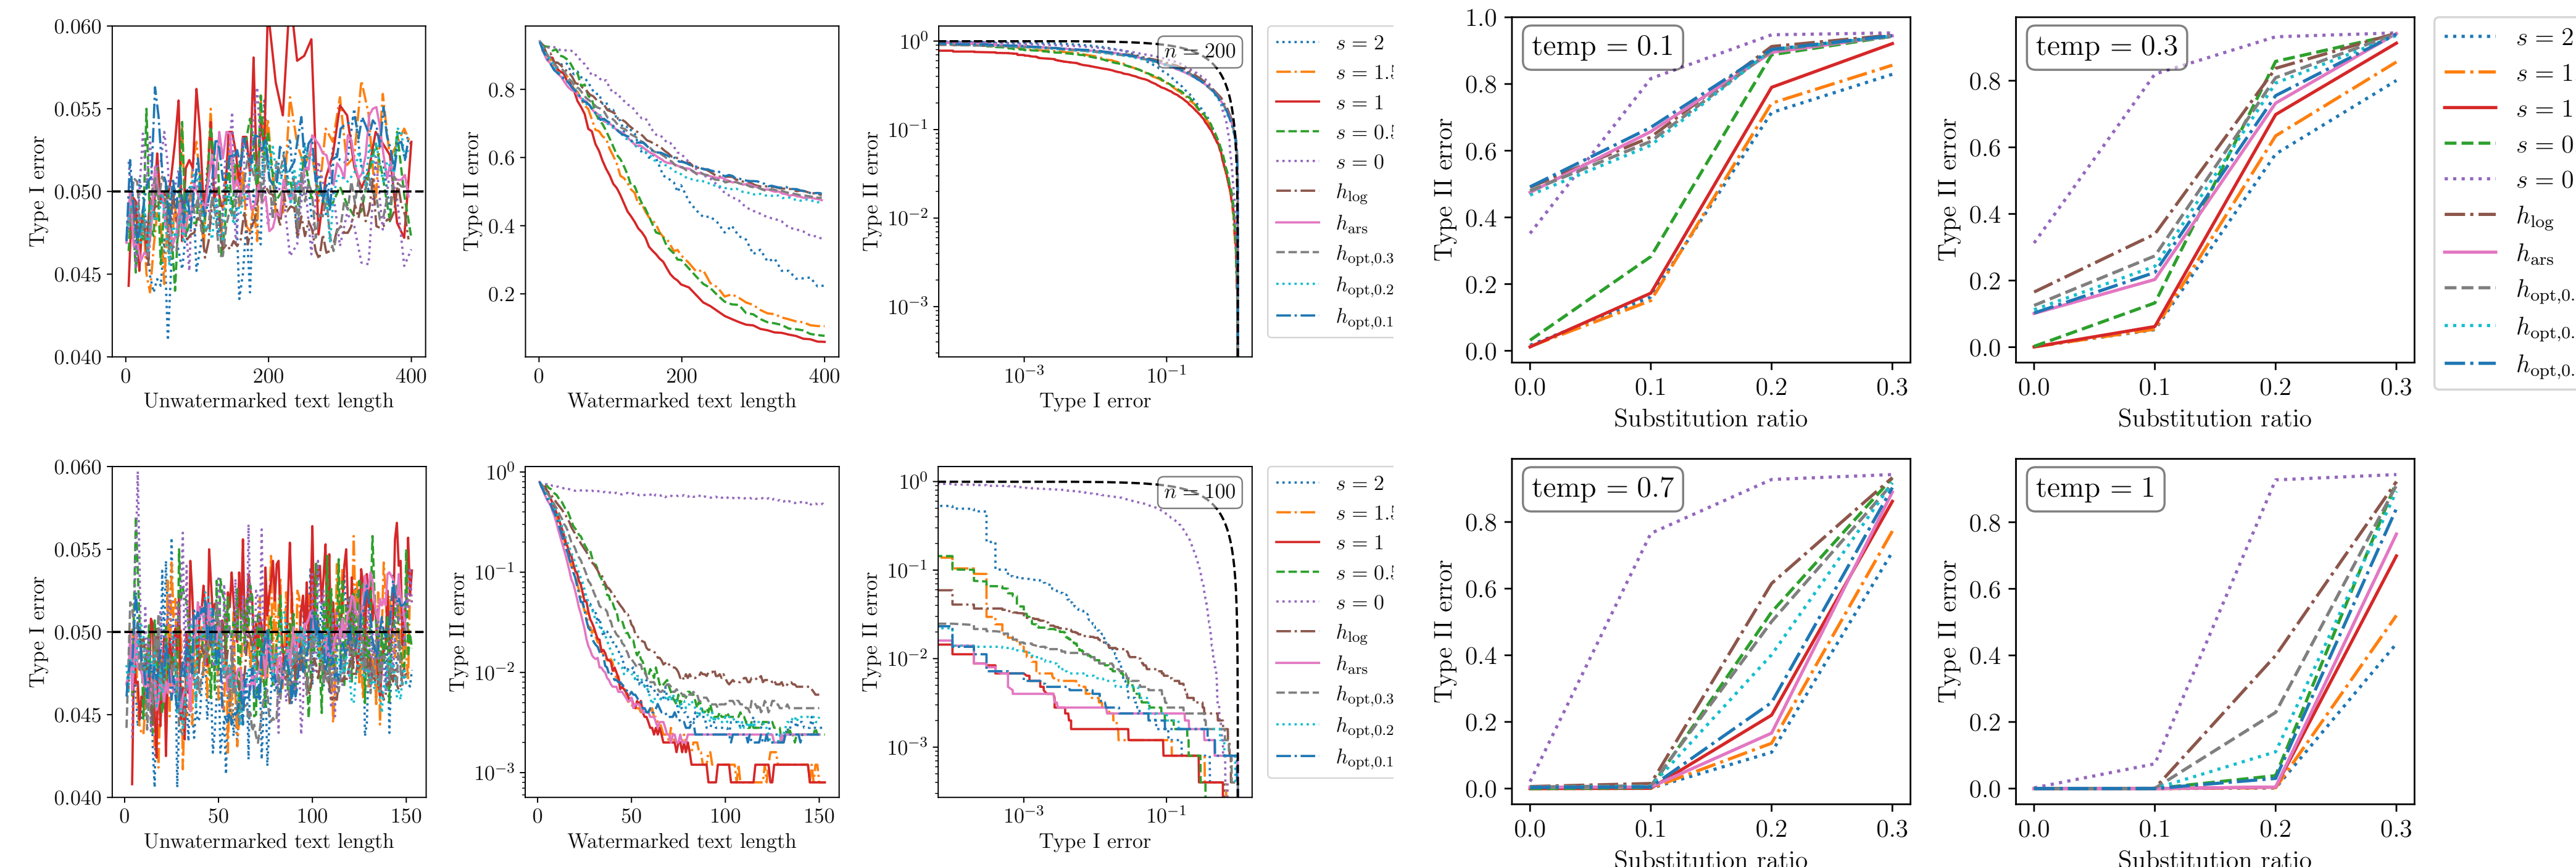 0.060
0.055
0.050
0.045
0.040
Type I error
0 200 400
Unwatermarked text length
0.8
0.6
0.4
0.2
Type II error
0 200 400
Watermarked text length
n = 200
10⁰
10⁻¹
10⁻²
10⁻³
Type II error
10⁻³ 10⁻¹
Type I error
s = 2
s = 1.5
s = 1
s = 0.5
s = 0
h_log
h_ars
h_opt,0.3
h_opt,0.2
h_opt,0.1
temp = 0.1
1.0
0.8
0.6
0.4
0.2
0.0
Type II error
0.0 0.1 0.2 0.3
Substitution ratio
temp = 0.3
0.8
0.6
0.4
0.2
0.0
Type II error
0.0 0.1 0.2 0.3
Substitution ratio
s = 2
s = 1
s = 1
s = 0
s = 0
h_log
h_ars
h_opt,0.
h_opt,0.
h_opt,0.
0.060
0.055
0.050
0.045
0.040
Type I error
0 50 100 150
Unwatermarked text length
10⁰
10⁻¹
10⁻²
10⁻³
Type II error
0 50 100 150
Watermarked text length
n = 100
10⁰
10⁻¹
10⁻²
10⁻³
Type II error
10⁻³ 10⁻¹
Type I error
s = 2
s = 1.5
s = 1
s = 0.5
s = 0
h_log
h_ars
h_opt,0.3
h_opt,0.2
h_opt,0.1
temp = 0.7
0.8
0.6
0.4
0.2
0.0
Type II error
0.0 0.1 0.2 0.3
Substitution ratio
temp = 1
0.8
0.6
0.4
0.2
0.0
Type II error
0.0 0.1 0.2 0.3
Substitution ratio